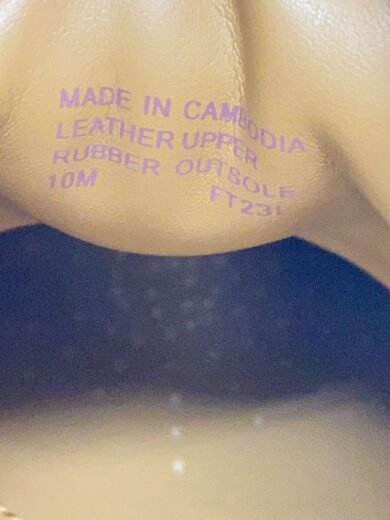 MADE IN CAMBODIA
LEATHER UPPER
RUBBER OUTSOLE
10M